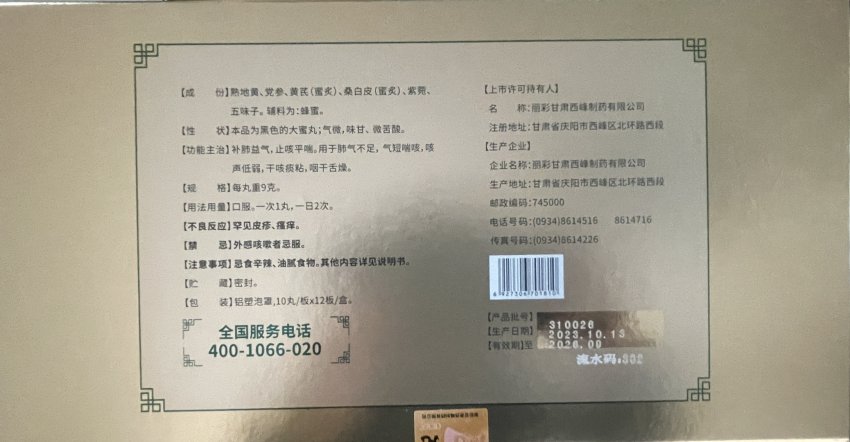 【成 份】熟地黄、党参、黄芪(蜜炙)、桑白皮(蜜炙)、紫菀、
五味子。辅料为:蜂蜜。
【性 状】本品为黑色的大蜜丸;气微,味甘、微苦酸。
【功能主治】补肺益气,止咳平喘。用于肺气不足,气短喘咳,咳
声低弱,干咳痰粘,咽干舌燥。
【规 格】每丸重9克。
【用法用量】口服。一次1丸,一日2次。
【不良反应】罕见皮疹、瘙痒。
【禁 忌】外感咳嗽者忌服。
【注意事项】忌食辛辣、油腻食物。其他内容详见说明书。
【贮 藏】密封。
【包 装】铝塑泡罩,10丸/板x12板/盒。
全国服务电话
400-1066-020
【上市许可持有人】
名 称:丽彩甘肃西峰制药有限公司
注册地址:甘肃省庆阳市西峰区北环路西段
【生产企业】
企业名称:丽彩甘肃西峰制药有限公司
生产地址:甘肃省庆阳市西峰区北环路西段
邮政编码:745000
电话号码:(0934)8614516 8614716
传真号码:(0934)8614226
6 927306 701810
【产品批号】 310026
【生产日期】 2023.10.13
【有效期】至 2026.09
流水码:302